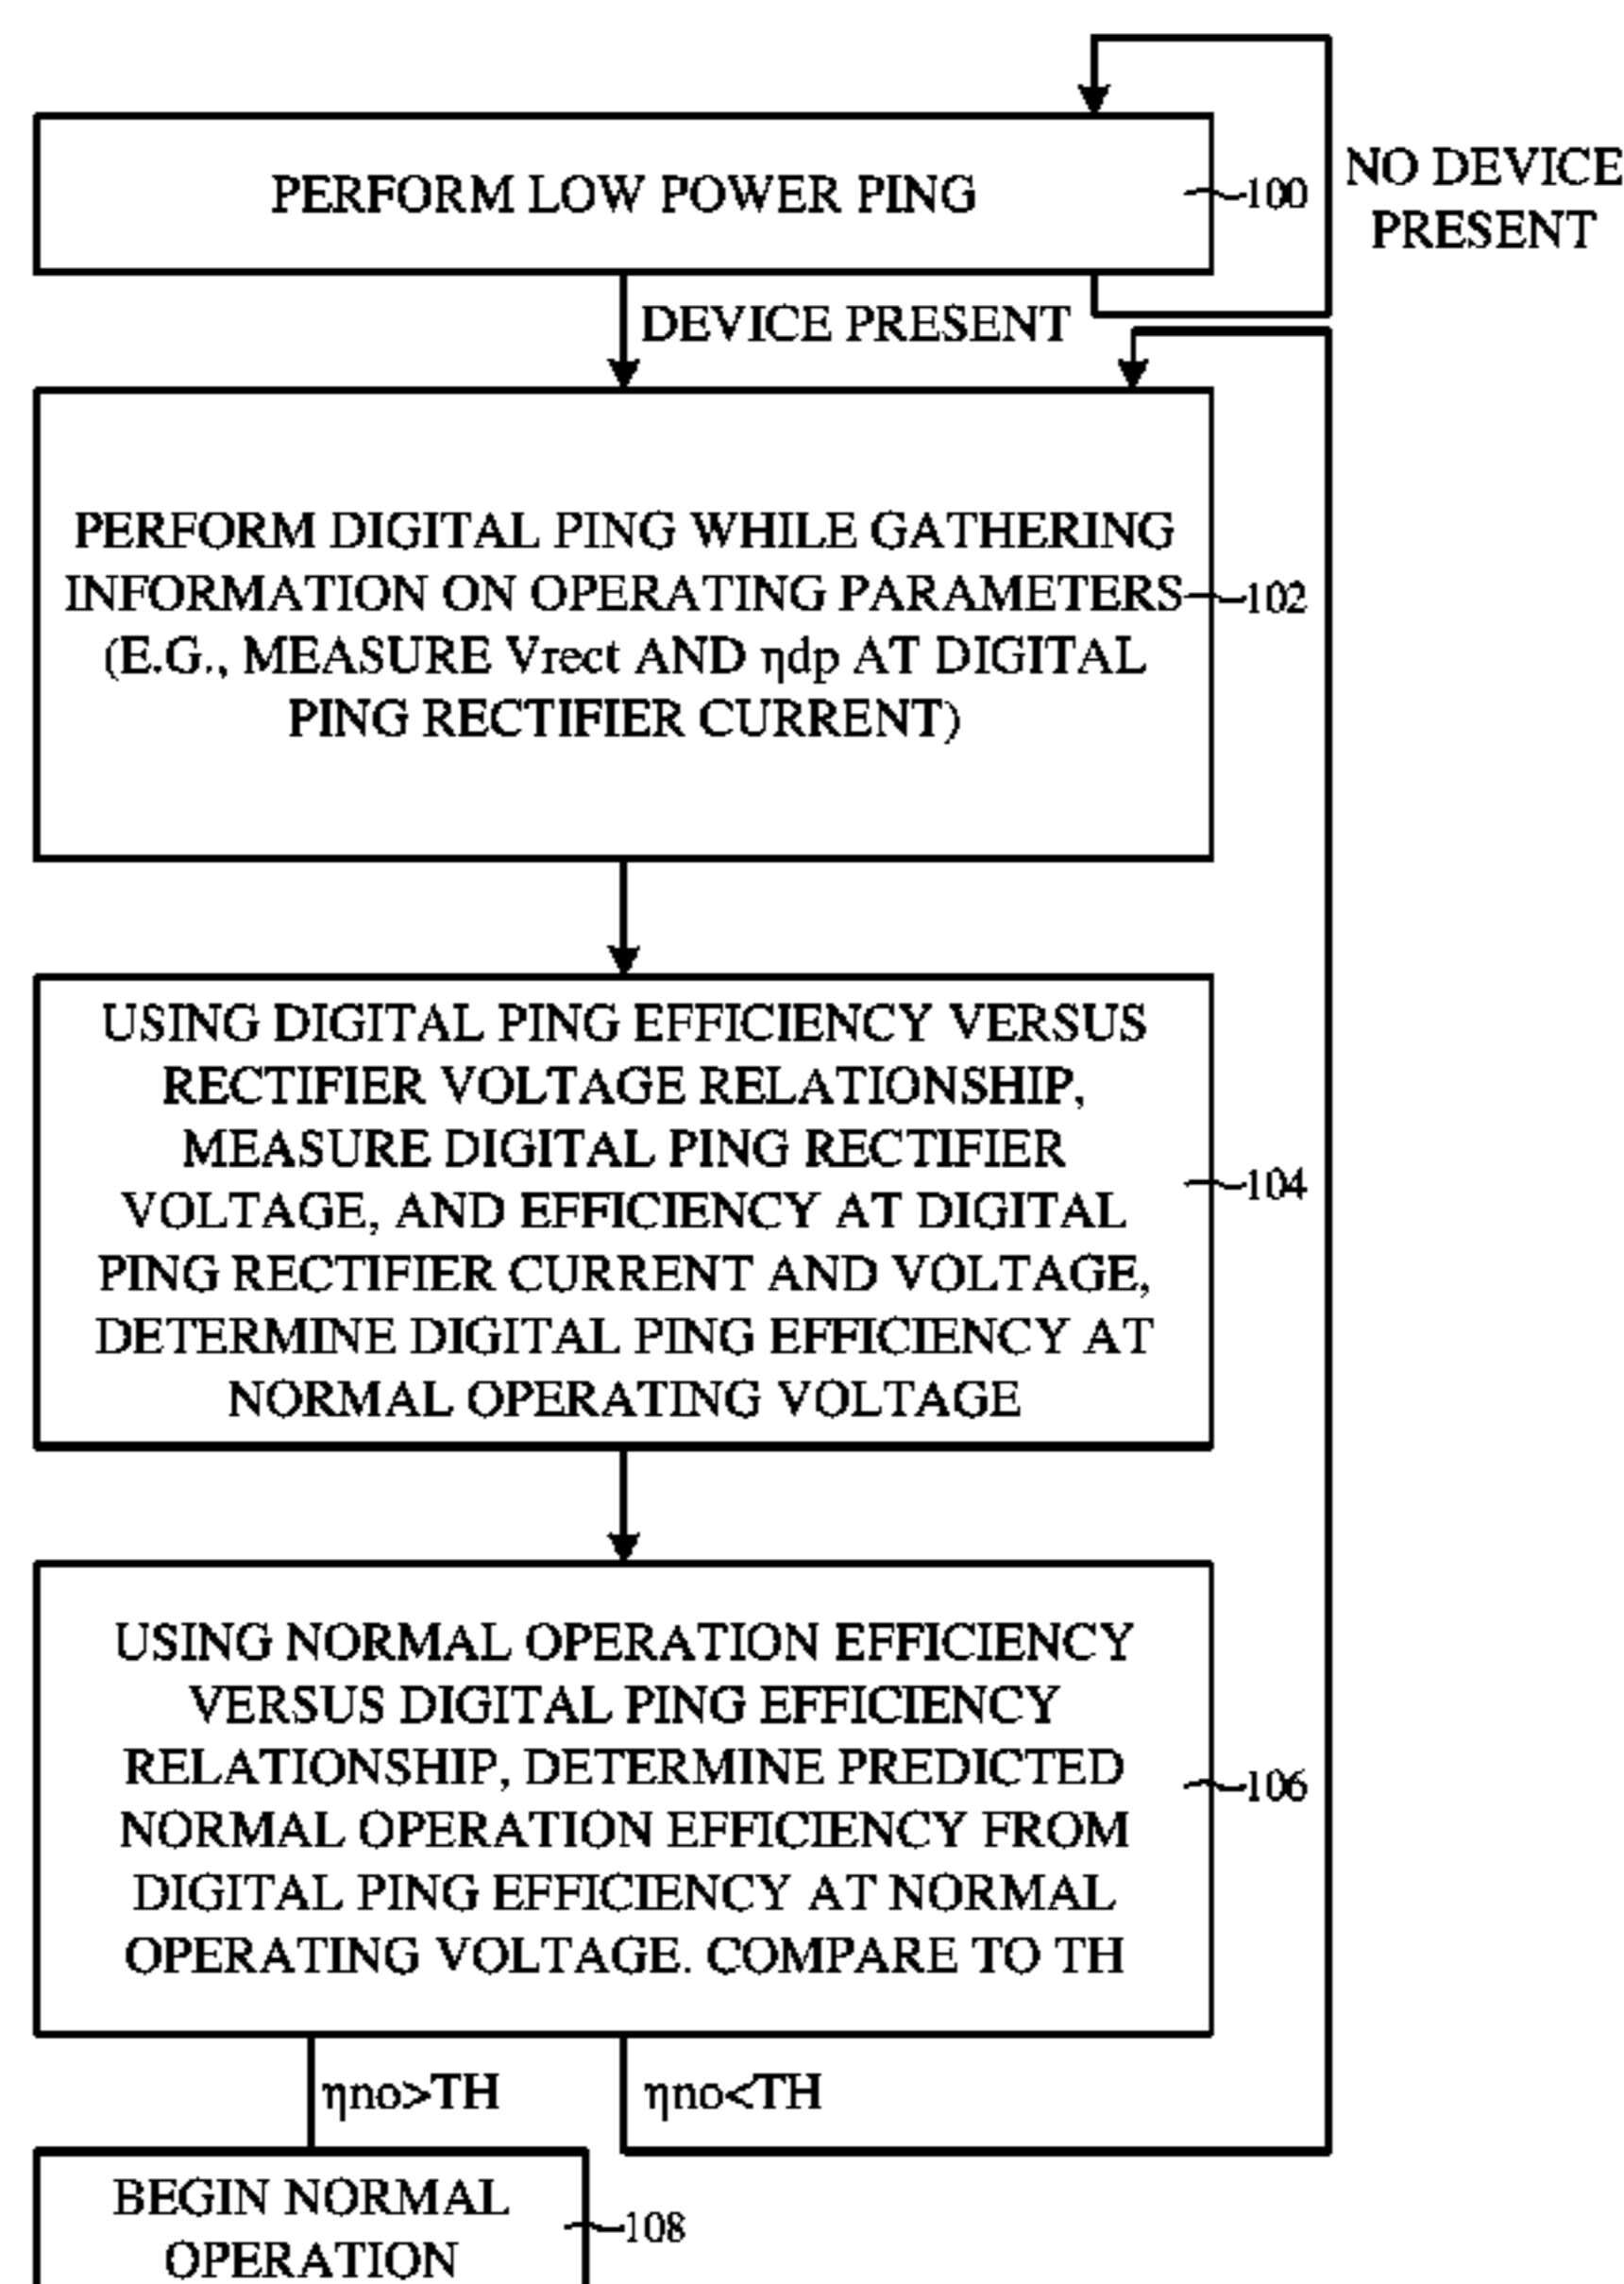 PERFORM LOW POWER PING
100
NO DEVICE
PRESENT
DEVICE PRESENT
PERFORM DIGITAL PING WHILE GATHERING
INFORMATION ON OPERATING PARAMETERS
(E.G., MEASURE Vrect AND ηdp AT DIGITAL
PING RECTIFIER CURRENT)
102
USING DIGITAL PING EFFICIENCY VERSUS
RECTIFIER VOLTAGE RELATIONSHIP,
MEASURE DIGITAL PING RECTIFIER
VOLTAGE, AND EFFICIENCY AT DIGITAL
PING RECTIFIER CURRENT AND VOLTAGE,
DETERMINE DIGITAL PING EFFICIENCY AT
NORMAL OPERATING VOLTAGE
104
USING NORMAL OPERATION EFFICIENCY
VERSUS DIGITAL PING EFFICIENCY
RELATIONSHIP, DETERMINE PREDICTED
NORMAL OPERATION EFFICIENCY FROM
DIGITAL PING EFFICIENCY AT NORMAL
OPERATING VOLTAGE. COMPARE TO TH
106
ηno>TH
ηno<TH
BEGIN NORMAL
OPERATION
108